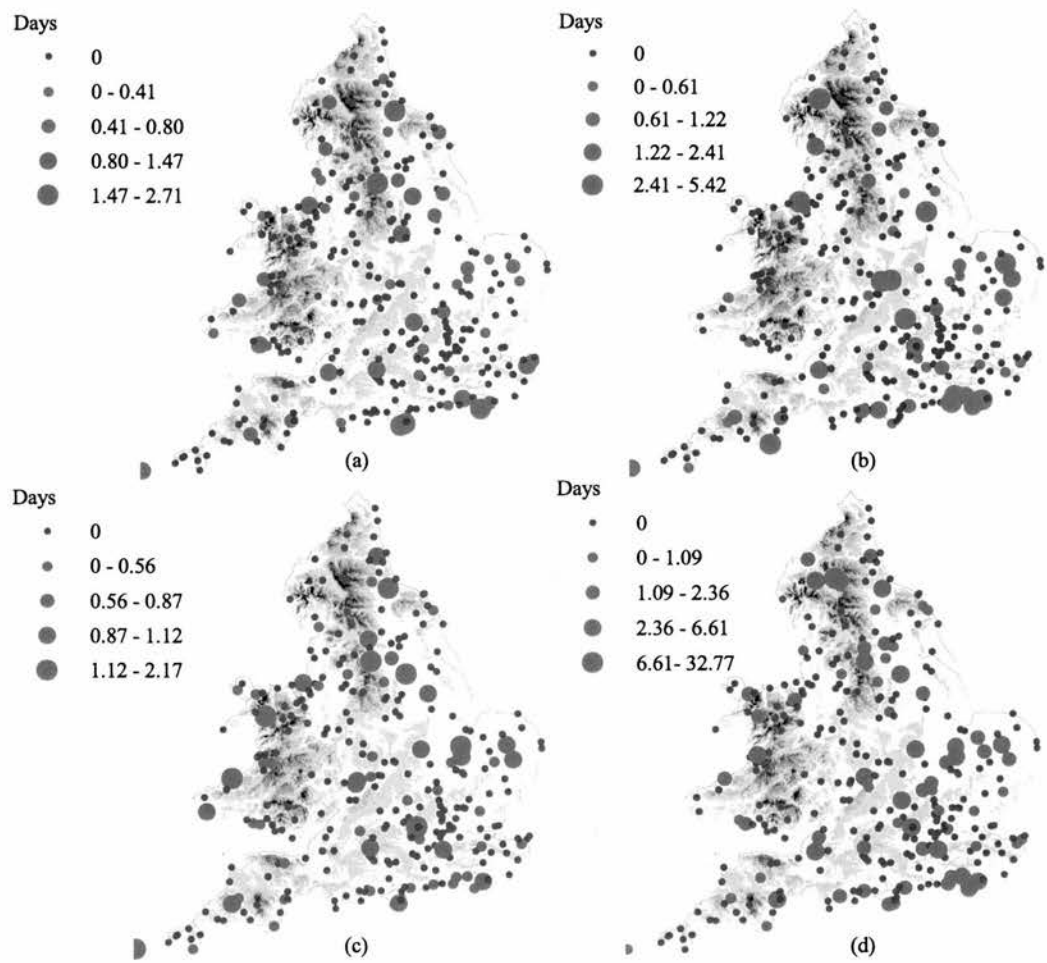 Days
0
0 - 0.41
0.41 - 0.80
0.80 - 1.47
1.47 - 2.71
(a)
Days
0
0 - 0.61
0.61 - 1.22
1.22 - 2.41
2.41 - 5.42
(b)
Days
0
0 - 0.56
0.56 - 0.87
0.87 - 1.12
1.12 - 2.17
(c)
Days
0
0 - 1.09
1.09 - 2.36
2.36 - 6.61
6.61- 32.77
(d)